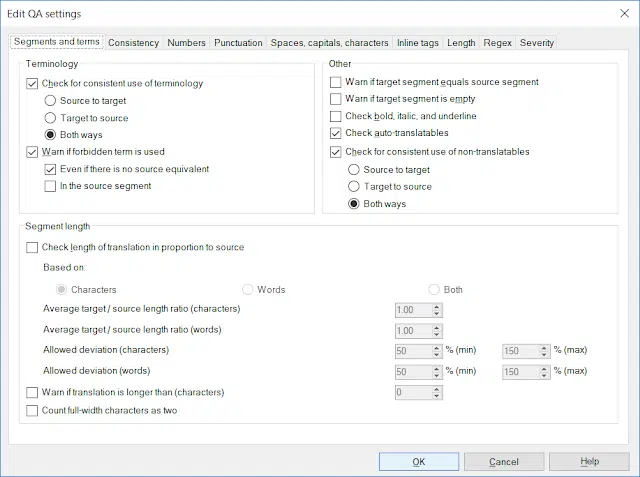 Edit QA settings
Segments and terms Consistency Numbers Punctuation Spaces, capitals, characters Inline tags Length Regex Severity
Terminology
Check for consistent use of terminology
Source to target
Target to source
Both ways
Warn if forbidden term is used
Even if there is no source equivalent
In the source segment
Other
Warn if target segment equals source segment
Warn if target segment is empty
Check bold, italic, and underline
Check auto-translatables
Check for consistent use of non-translatables
Source to target
Target to source
Both ways
Segment length
Check length of translation in proportion to source
Based on:
Characters Words Both
Average target / source length ratio (characters) 1.00
Average target / source length ratio (words) 1.00
Allowed deviation (characters) 50 % (min) 150 % (max)
Allowed deviation (words) 50 % (min) 150 % (max)
Warn if translation is longer than (characters) 0
Count full-width characters as two
OK Cancel Help